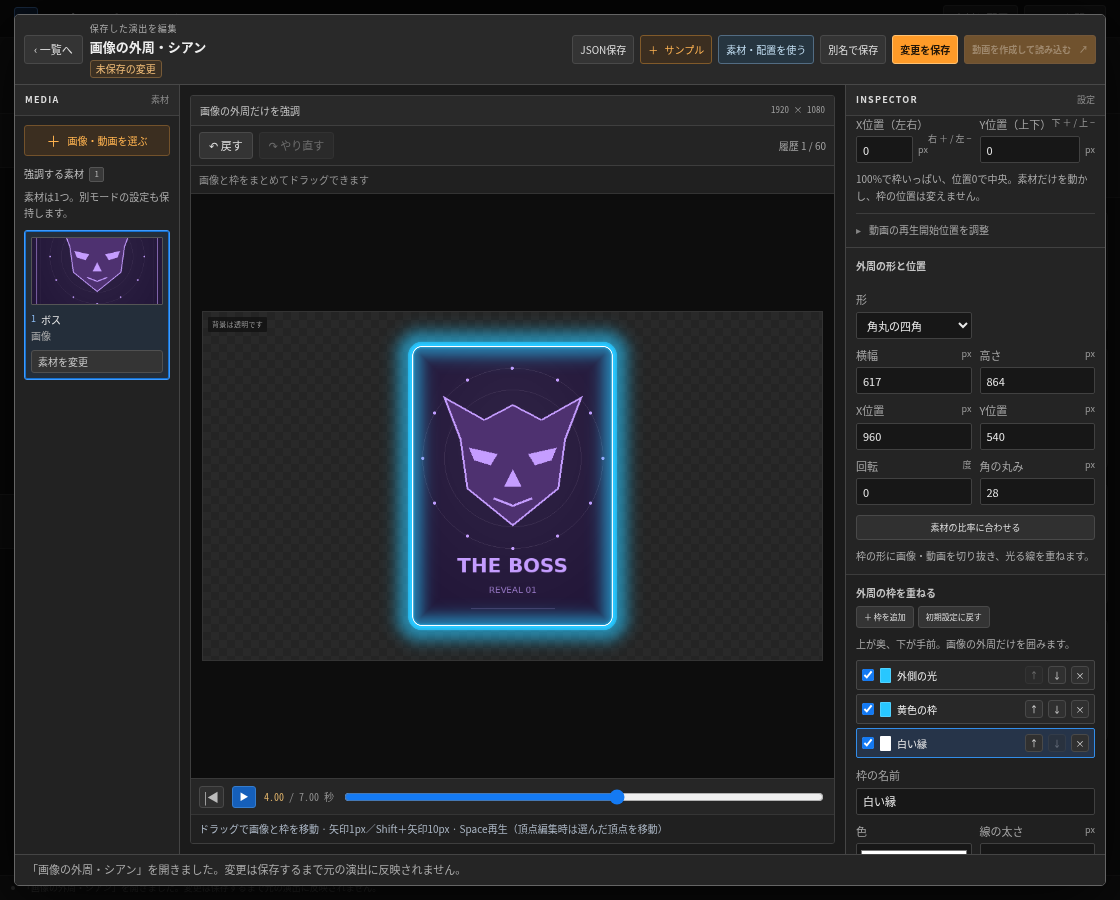 ‹ 一覧へ
保存した演出を編集
画像の外周・シアン
未保存の変更
JSON保存
＋ サンプル
素材・配置を使う
別名で保存
変更を保存
動画を作成して読み込む ↗
MEDIA 素材
＋ 画像・動画を選ぶ
強調する素材 1
素材は1つ。別モードの設定も保
持します。
1 ボス
画像
素材を変更
画像の外周だけを強調 1920 × 1080
↶ 戻す ↷ やり直す 履歴 1 / 60
画像と枠をまとめてドラッグできます
背景は透明です
THE BOSS
REVEAL 01
4.00 / 7.00 秒
ドラッグで画像と枠を移動 · 矢印1px／Shift＋矢印10px · Space再生（頂点編集時は選んだ頂点を移動）
INSPECTOR 設定
X位置（左右） 右＋/左− Y位置（上下） 下＋/上−
0 px 0 px
100%で枠いっぱい、位置0で中央。素材だけを動か
し、枠の位置は変えません。
▸ 動画の再生開始位置を調整
外周の形と位置
形
角丸の四角
横幅 px 高さ px
617 864
X位置 px Y位置 px
960 540
回転 度 角の丸み px
0 28
素材の比率に合わせる
枠の形に画像・動画を切り抜き、光る線を重ねます。
外周の枠を重ねる
＋ 枠を追加 初期設定に戻す
上が奥、下が手前。画像の外周だけを囲みます。
外側の光 ↑ ↓ ×
黄色の枠 ↑ ↓ ×
白い縁 ↑ ↓ ×
枠の名前
白い縁
色 線の太さ px
「画像の外周・シアン」を開きました。変更は保存するまで元の演出に反映されません。